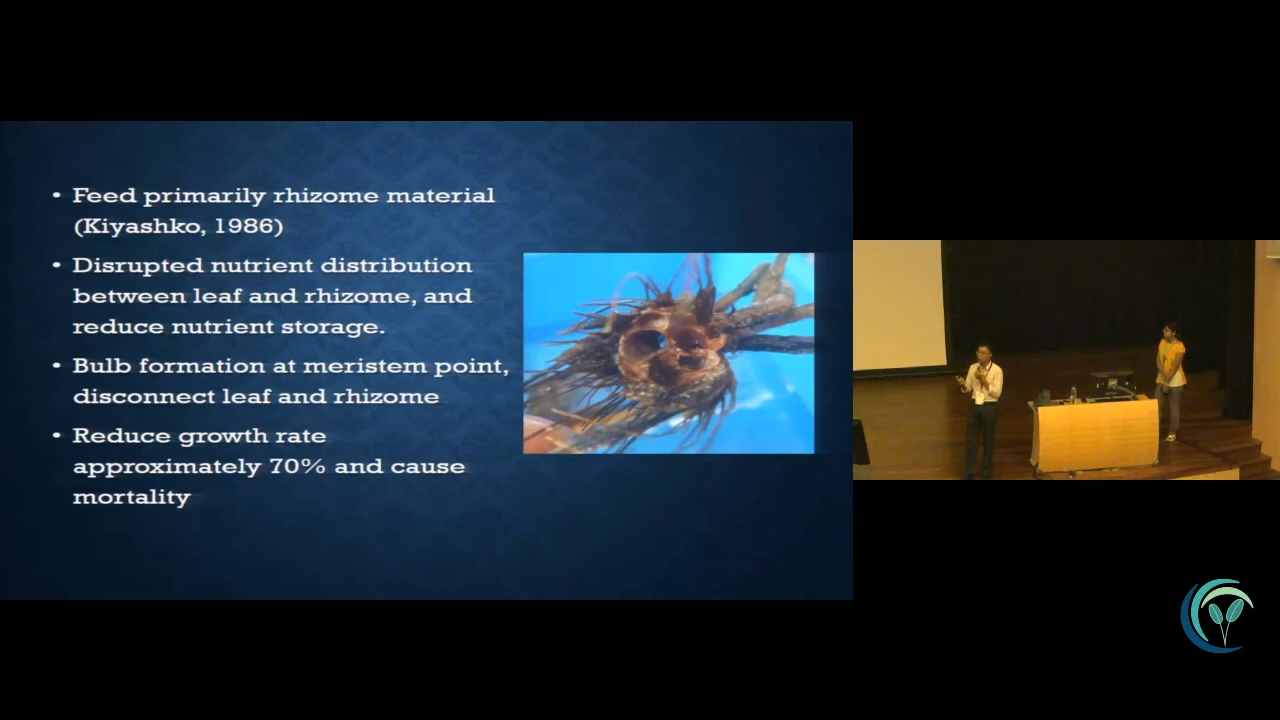 • Feed primarily rhizome material
(Kiyashko, 1986)
• Disrupted nutrient distribution
between leaf and rhizome, and
reduce nutrient storage.
• Bulb formation at meristem point,
disconnect leaf and rhizome
• Reduce growth rate
approximately 70% and cause
mortality